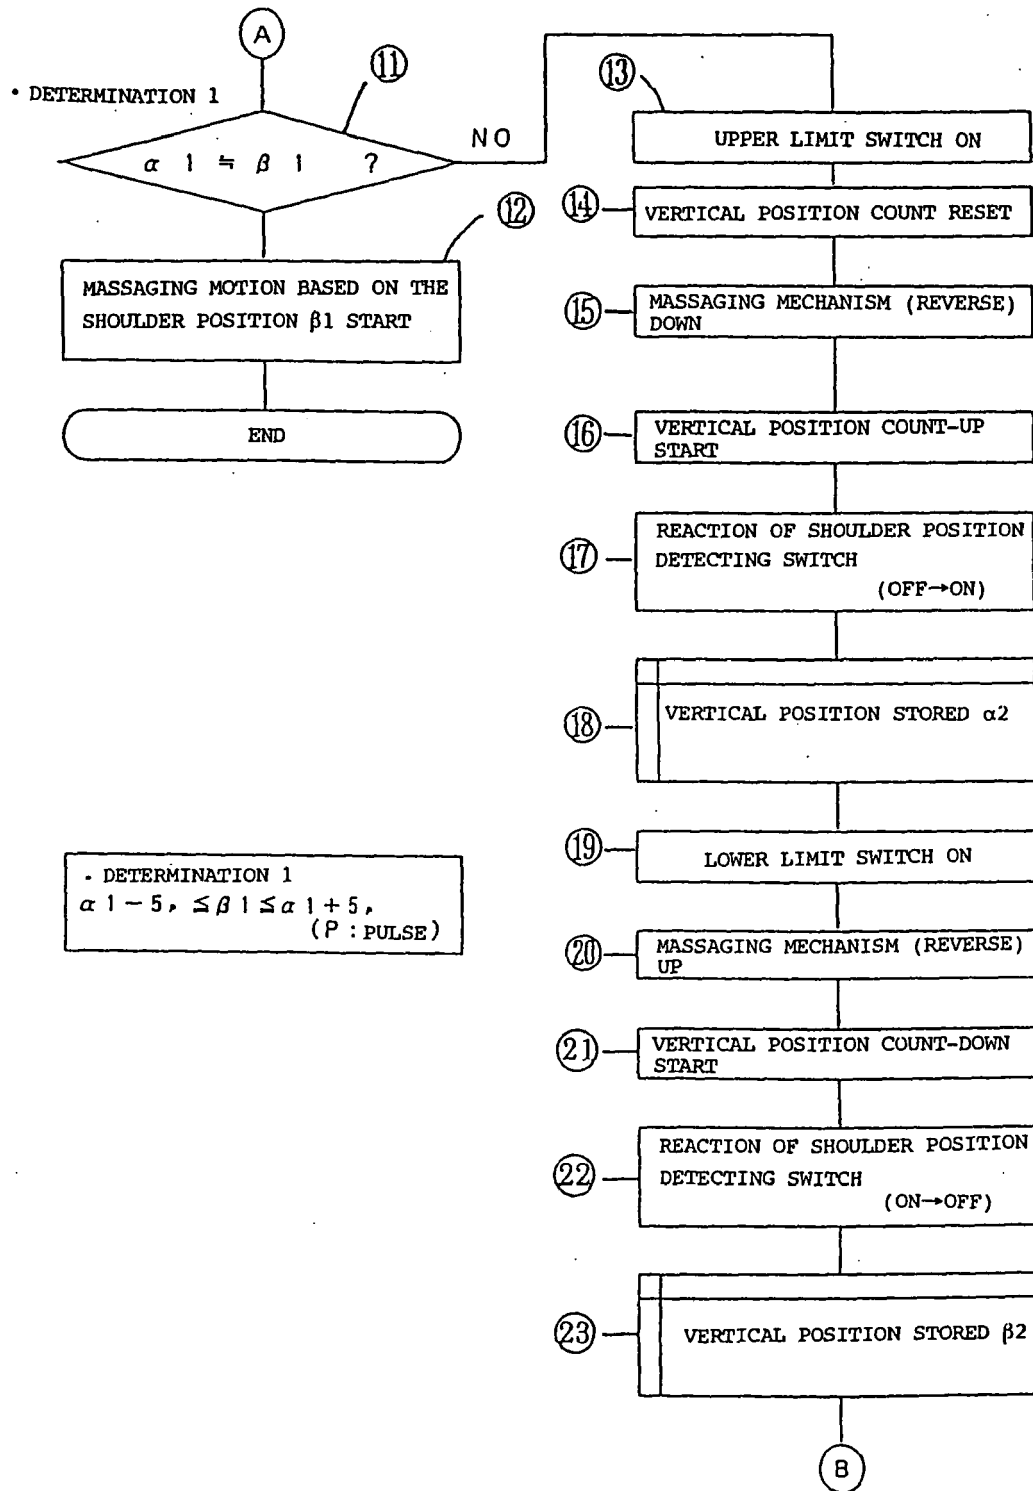 A
⑪
• DETERMINATION 1
α 1 ≒ β 1 ?
NO
⑫
MASSAGING MOTION BASED ON THE
SHOULDER POSITION β1 START
END
• DETERMINATION 1
α 1 − 5, ≦ β 1 ≦ α 1 + 5,
(P : PULSE)
⑬
UPPER LIMIT SWITCH ON
⑭
VERTICAL POSITION COUNT RESET
⑮
MASSAGING MECHANISM (REVERSE)
DOWN
⑯
VERTICAL POSITION COUNT-UP
START
⑰
REACTION OF SHOULDER POSITION
DETECTING SWITCH
(OFF→ON)
⑱
VERTICAL POSITION STORED α2
⑲
LOWER LIMIT SWITCH ON
⑳
MASSAGING MECHANISM (REVERSE)
UP
㉑
VERTICAL POSITION COUNT-DOWN
START
㉒
REACTION OF SHOULDER POSITION
DETECTING SWITCH
(ON→OFF)
㉓
VERTICAL POSITION STORED β2
B